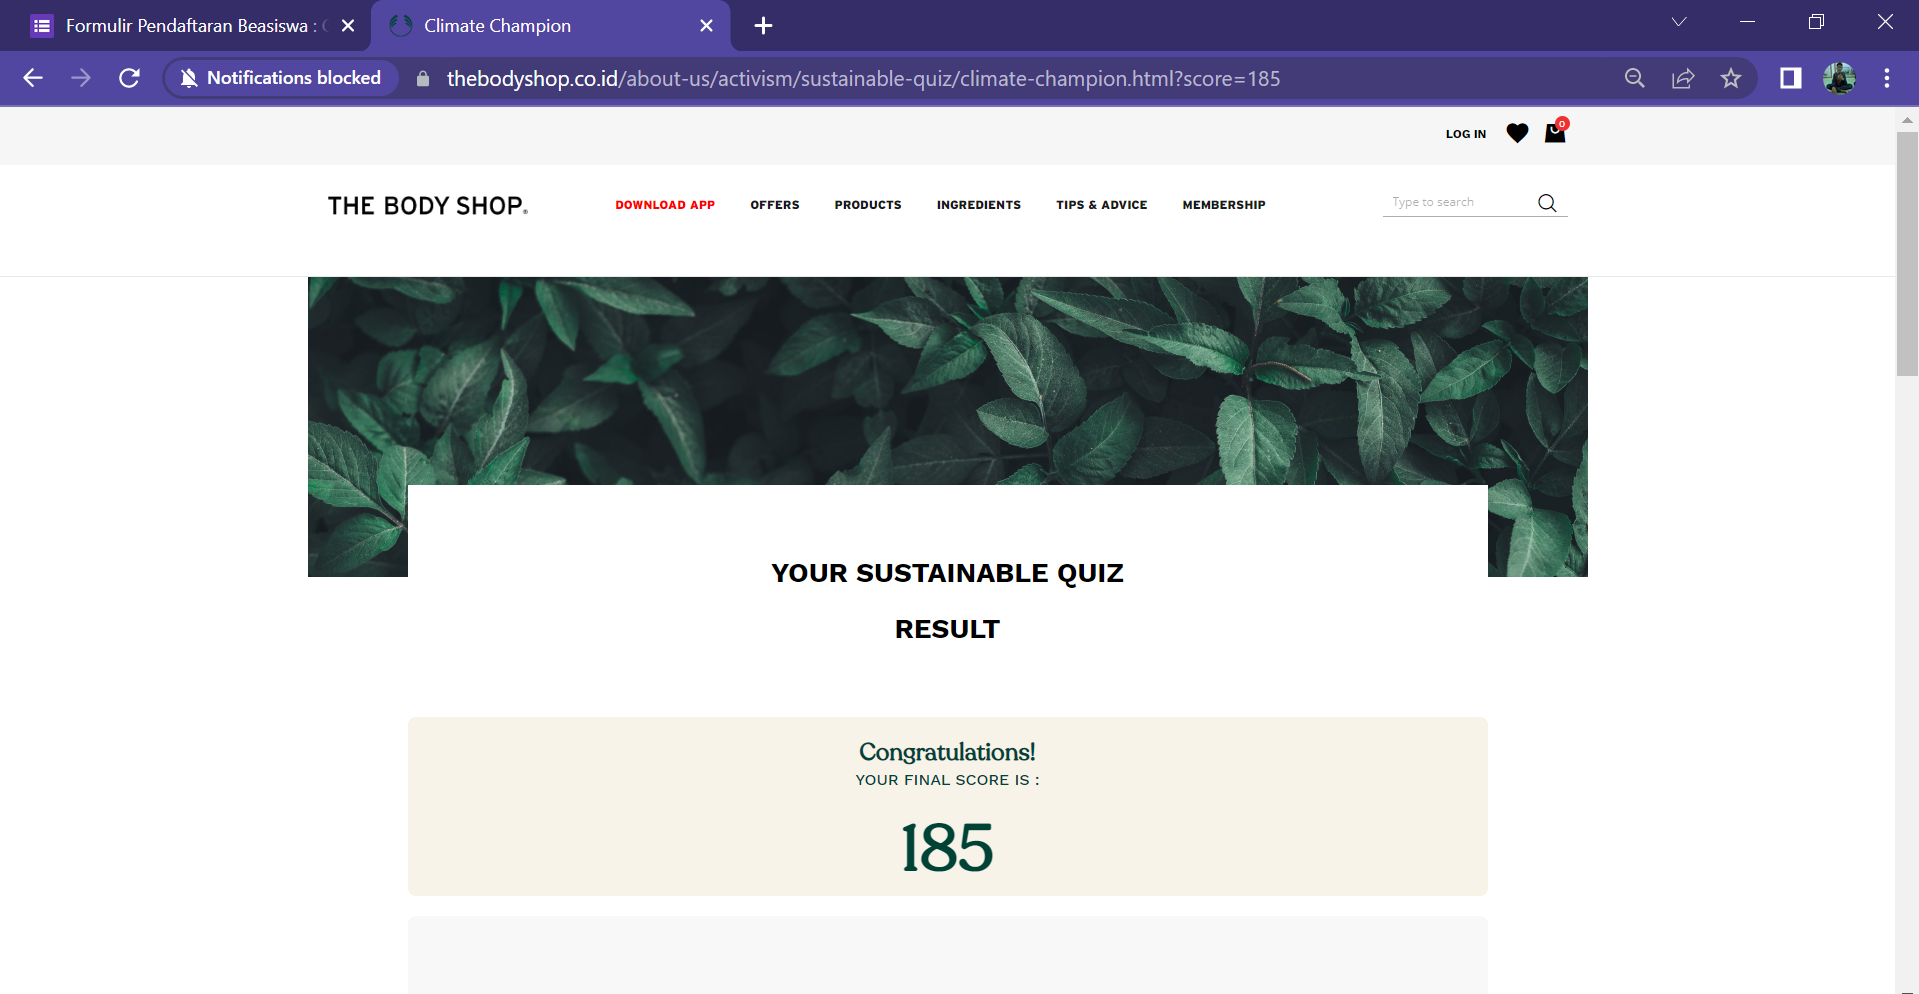 Formulir Pendaftaran Beasiswa :
Climate Champion
Notifications blocked
thebodyshop.co.id/about-us/activism/sustainable-quiz/climate-champion.html?score=185
LOG IN
0
THE BODY SHOP®
DOWNLOAD APP
OFFERS
PRODUCTS
INGREDIENTS
TIPS & ADVICE
MEMBERSHIP
Type to search
YOUR SUSTAINABLE QUIZ
RESULT
Congratulations!
YOUR FINAL SCORE IS :
185